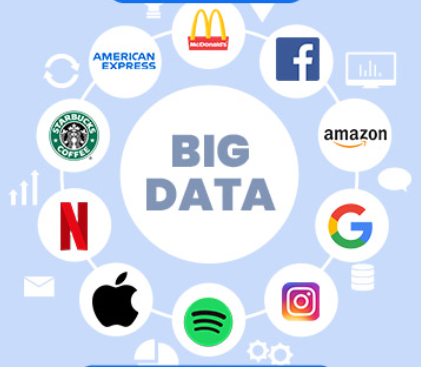 McDonald's
AMERICAN
EXPRESS
STARBUCKS
COFFEE
amazon
BIG
DATA